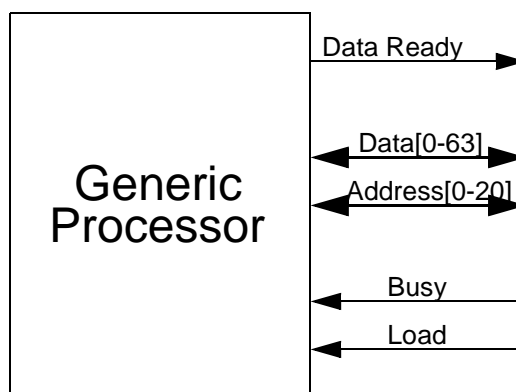 Data Ready
Data[0-63]
Generic
Address[0-20]
Processor
Busy
Load